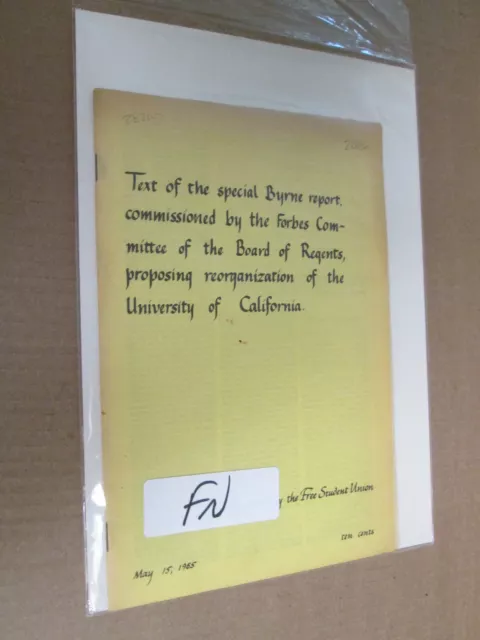 Text of the special Byrne report,
commissioned by the Forbes Com-
mittee of the Board of Regents,
proposing reorganization of the
University of California.
the Free Student Union
FN
ten cents
May 15, 1965